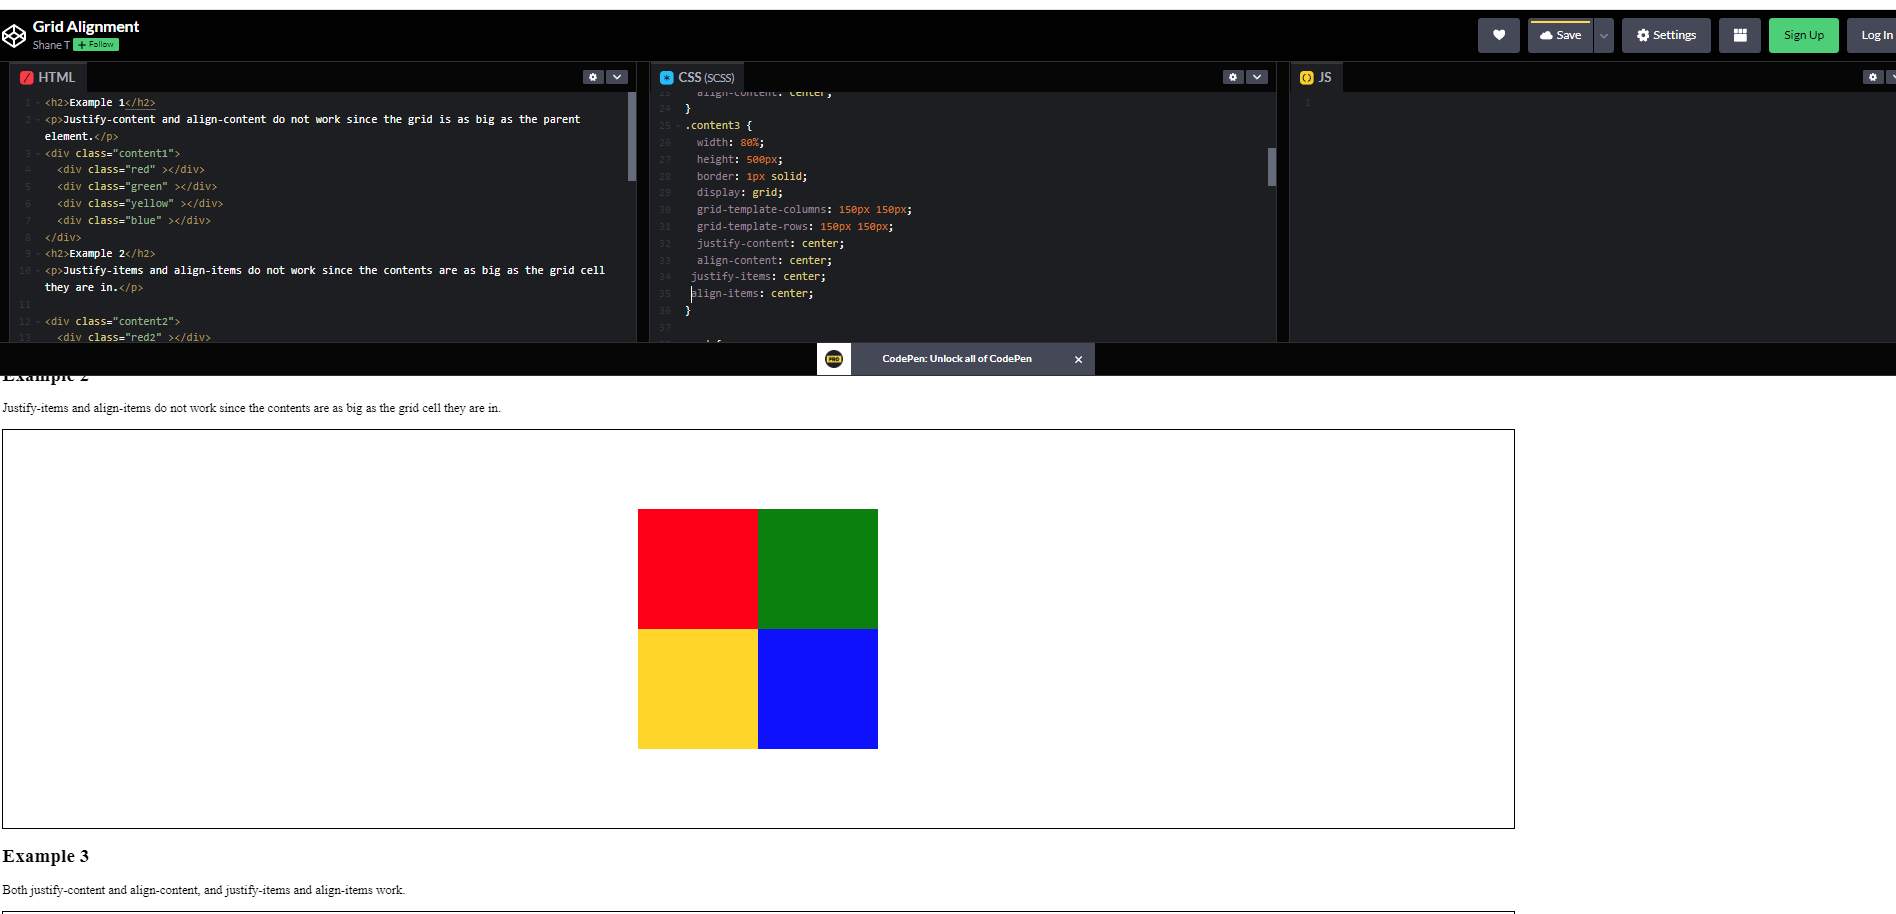 Grid Alignment
Shane T + Follow
Save
Settings
Sign Up
Log In
HTML
1 <h2>Example 1</h2>
2 <p>Justify-content and align-content do not work since the grid is as big as the parent
element.</p>
3 <div class="content1">
4 <div class="red" ></div>
5 <div class="green" ></div>
6 <div class="yellow" ></div>
7 <div class="blue" ></div>
8 </div>
9 <h2>Example 2</h2>
10 <p>Justify-items and align-items do not work since the contents are as big as the grid cell
they are in.</p>
11
12 <div class="content2">
13 <div class="red2" ></div>
CSS (SCSS)
23 align-content: center;
24 }
25 .content3 {
26 width: 80%;
27 height: 500px;
28 border: 1px solid;
29 display: grid;
30 grid-template-columns: 150px 150px;
31 grid-template-rows: 150px 150px;
32 justify-content: center;
33 align-content: center;
34 justify-items: center;
35 align-items: center;
36 }
37
JS
1
PRO
CodePen: Unlock all of CodePen ×
Example 2
Justify-items and align-items do not work since the contents are as big as the grid cell they are in.
Example 3
Both justify-content and align-content, and justify-items and align-items work.